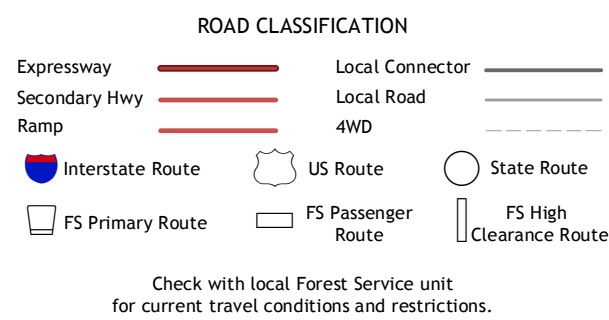 ROAD CLASSIFICATION
Expressway
Local Connector
Secondary Hwy
Local Road
Ramp
4WD
Interstate Route
US Route
State Route
FS Primary Route
FS Passenger
Route
FS High
Clearance Route
Check with local Forest Service unit
for current travel conditions and restrictions.